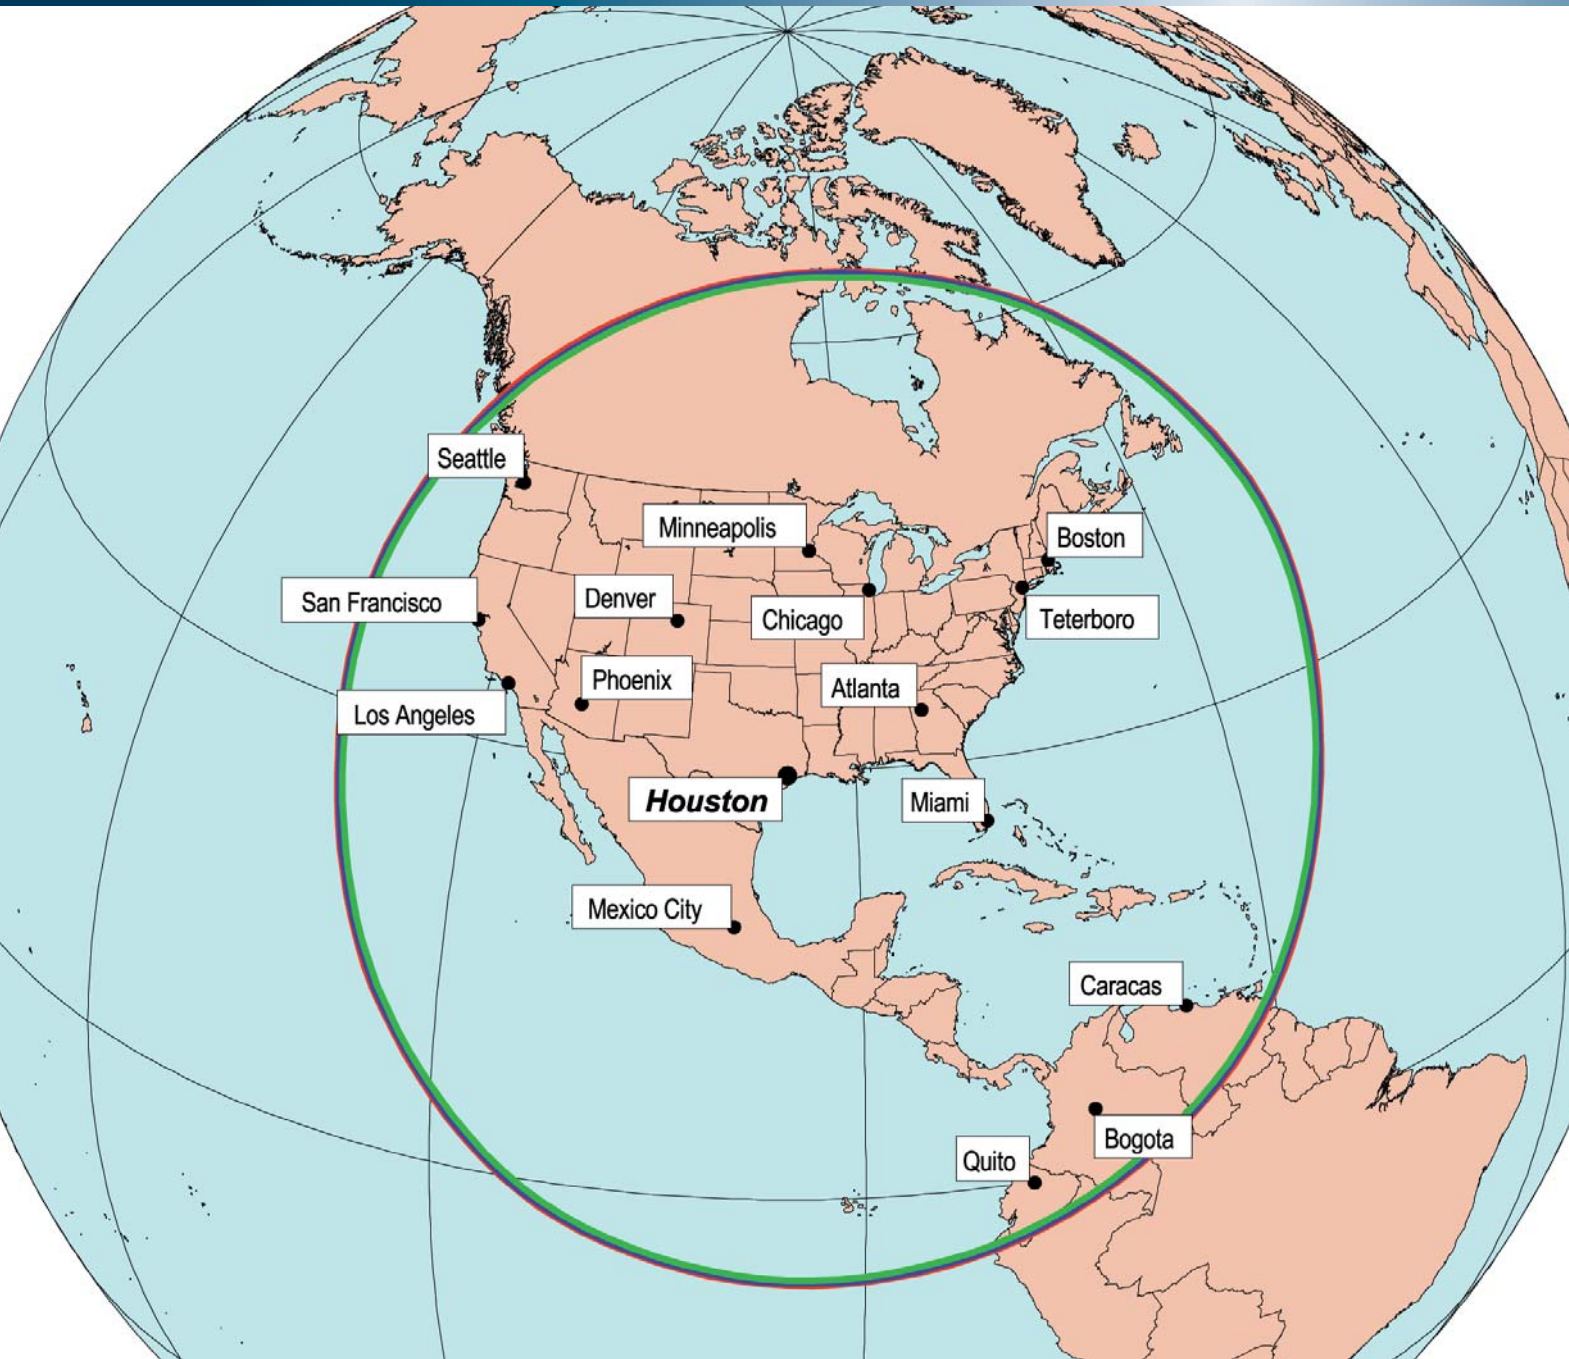 Seattle
Minneapolis
Boston
San Francisco
Denver
Chicago
Teterboro
Phoenix
Atlanta
Los Angeles
Houston
Miami
Mexico City
Caracas
Bogota
Quito